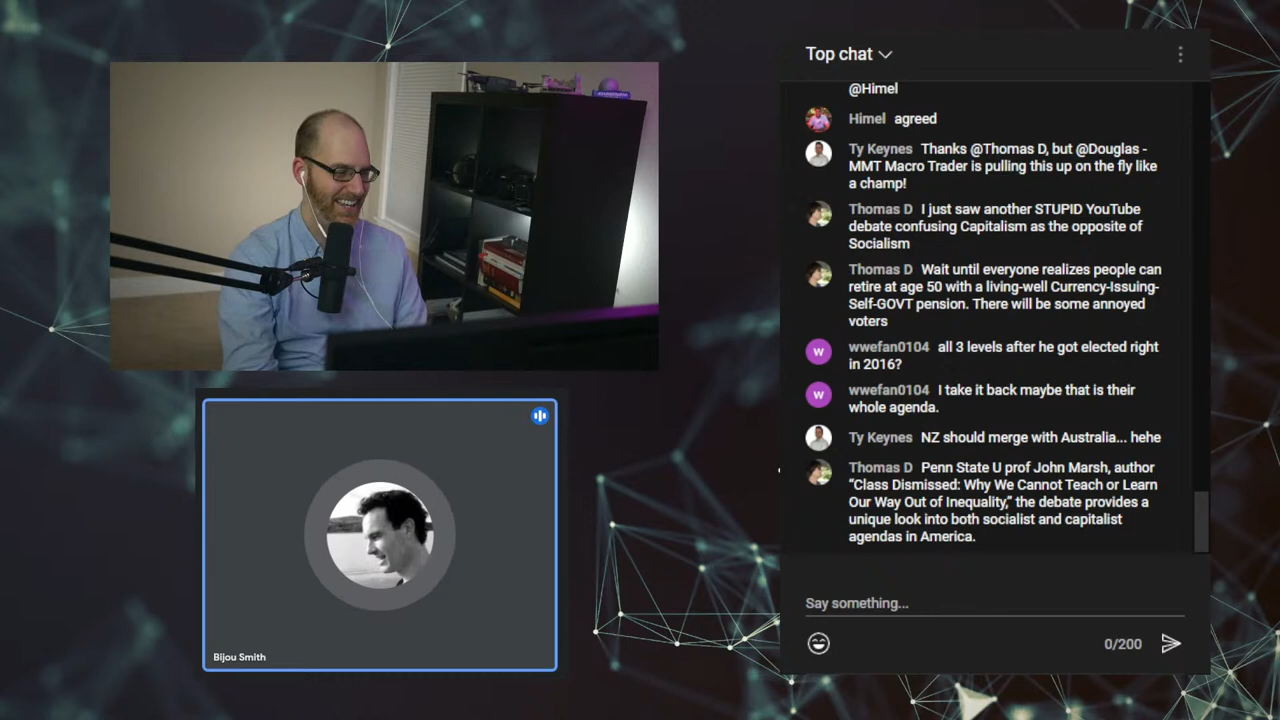 Top chat
@Himel
Himel agreed
Ty Keynes Thanks @Thomas D, but @Douglas -
MMT Macro Trader is pulling this up on the fly like
a champ!
Thomas D I just saw another STUPID YouTube
debate confusing Capitalism as the opposite of
Socialism
Thomas D Wait until everyone realizes people can
retire at age 50 with a living-well Currency-Issuing-
Self-GOVT pension. There will be some annoyed
voters
W wwefan0104 all 3 levels after he got elected right
in 2016?
W wwefan0104 I take it back maybe that is their
whole agenda.
Ty Keynes NZ should merge with Australia... hehe
Thomas D Penn State U prof John Marsh, author
“Class Dismissed: Why We Cannot Teach or Learn
Our Way Out of Inequality,” the debate provides a
unique look into both socialist and capitalist
agendas in America.
Say something...
0/200
Bijou Smith